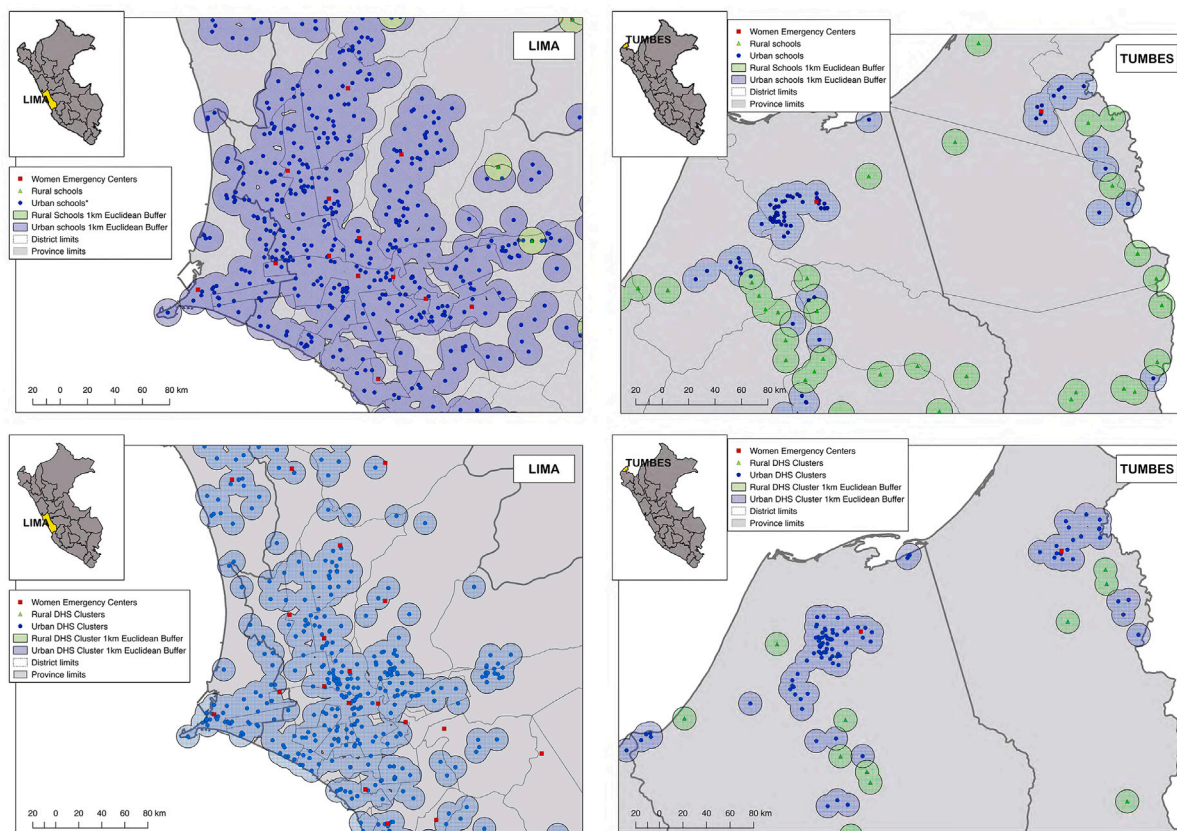 LIMA
LIMA
Women Emergency Centers
Rural schools
Urban schools*
Rural Schools 1km Euclidean Buffer
Urban schools 1km Euclidean Buffer
District limits
Province limits
20 0 20 40 80 km
TUMBES
TUMBES
Women Emergency Centers
Rural schools
Urban schools
Rural Schools 1km Euclidean Buffer
Urban schools 1km Euclidean Buffer
District limits
Province limits
20 0 20 40 80 km
LIMA
LIMA
Women Emergency Centers
Rural DHS Clusters
Urban DHS Clusters
Rural DHS Cluster 1km Euclidean Buffer
Urban DHS Cluster 1km Euclidean Buffer
District limits
Province limits
20 0 20 40 80 km
TUMBES
TUMBES
Women Emergency Centers
Rural DHS Clusters
Urban DHS Clusters
Rural DHS Cluster 1km Euclidean Buffer
Urban DHS Cluster 1km Euclidean Buffer
District limits
Province limits
20 0 20 40 80 km